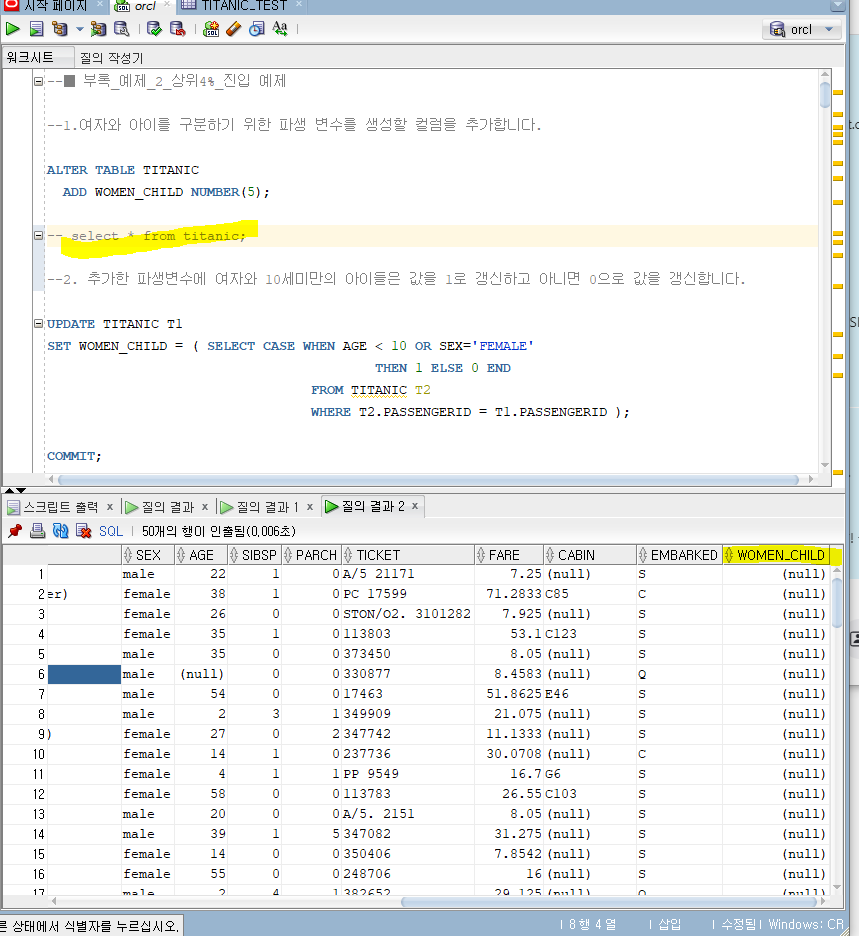 시작 페이지 × orcl × TITANIC_TEST ×
orcl
워크시트 질의 작성기
--■ 부록_예제_2_상위4%_진입 예제
--1.여자와 아이를 구분하기 위한 파생 변수를 생성할 컬럼을 추가합니다.
ALTER TABLE TITANIC
ADD WOMEN_CHILD NUMBER(5);
-- select * from titanic;
--2. 추가한 파생변수에 여자와 10세미만의 아이들은 값을 1로 갱신하고 아니면 0으로 값을 갱신합니다.
UPDATE TITANIC T1
SET WOMEN_CHILD = ( SELECT CASE WHEN AGE < 10 OR SEX='FEMALE'
THEN 1 ELSE 0 END
FROM TITANIC T2
WHERE T2.PASSENGERID = T1.PASSENGERID );
COMMIT;
스크립트 출력 × 질의 결과 × 질의 결과 1 × 질의 결과 2 ×
SQL | 50개의 행이 인출됨(0,006초)
SEX AGE SIBSP PARCH TICKET FARE CABIN EMBARKED WOMEN_CHILD
1 male 22 1 0 A/5 21171 7.25 (null) S (null)
2 er) female 38 1 0 PC 17599 71.2833 C85 C (null)
3 female 26 0 0 STON/O2. 3101282 7.925 (null) S (null)
4 female 35 1 0 113803 53.1 C123 S (null)
5 male 35 0 0 373450 8.05 (null) S (null)
6 male (null) 0 0 330877 8.4583 (null) Q (null)
7 male 54 0 0 17463 51.8625 E46 S (null)
8 male 2 3 1 349909 21.075 (null) S (null)
9 ) female 27 0 2 347742 11.1333 (null) S (null)
10 female 14 1 0 237736 30.0708 (null) C (null)
11 female 4 1 1 PP 9549 16.7 G6 S (null)
12 female 58 0 0 113783 26.55 C103 S (null)
13 male 20 0 0 A/5. 2151 8.05 (null) S (null)
14 male 39 1 5 347082 31.275 (null) S (null)
15 female 14 0 0 350406 7.8542 (null) S (null)
16 female 55 0 0 248706 16 (null) S (null)
17 male 2 4 1 382652 29.125 (null) Q (null)
른 상태에서 식별자를 누르십시오. | 8 행 4 열 | 삽입 | 수정됨 | Windows: CR